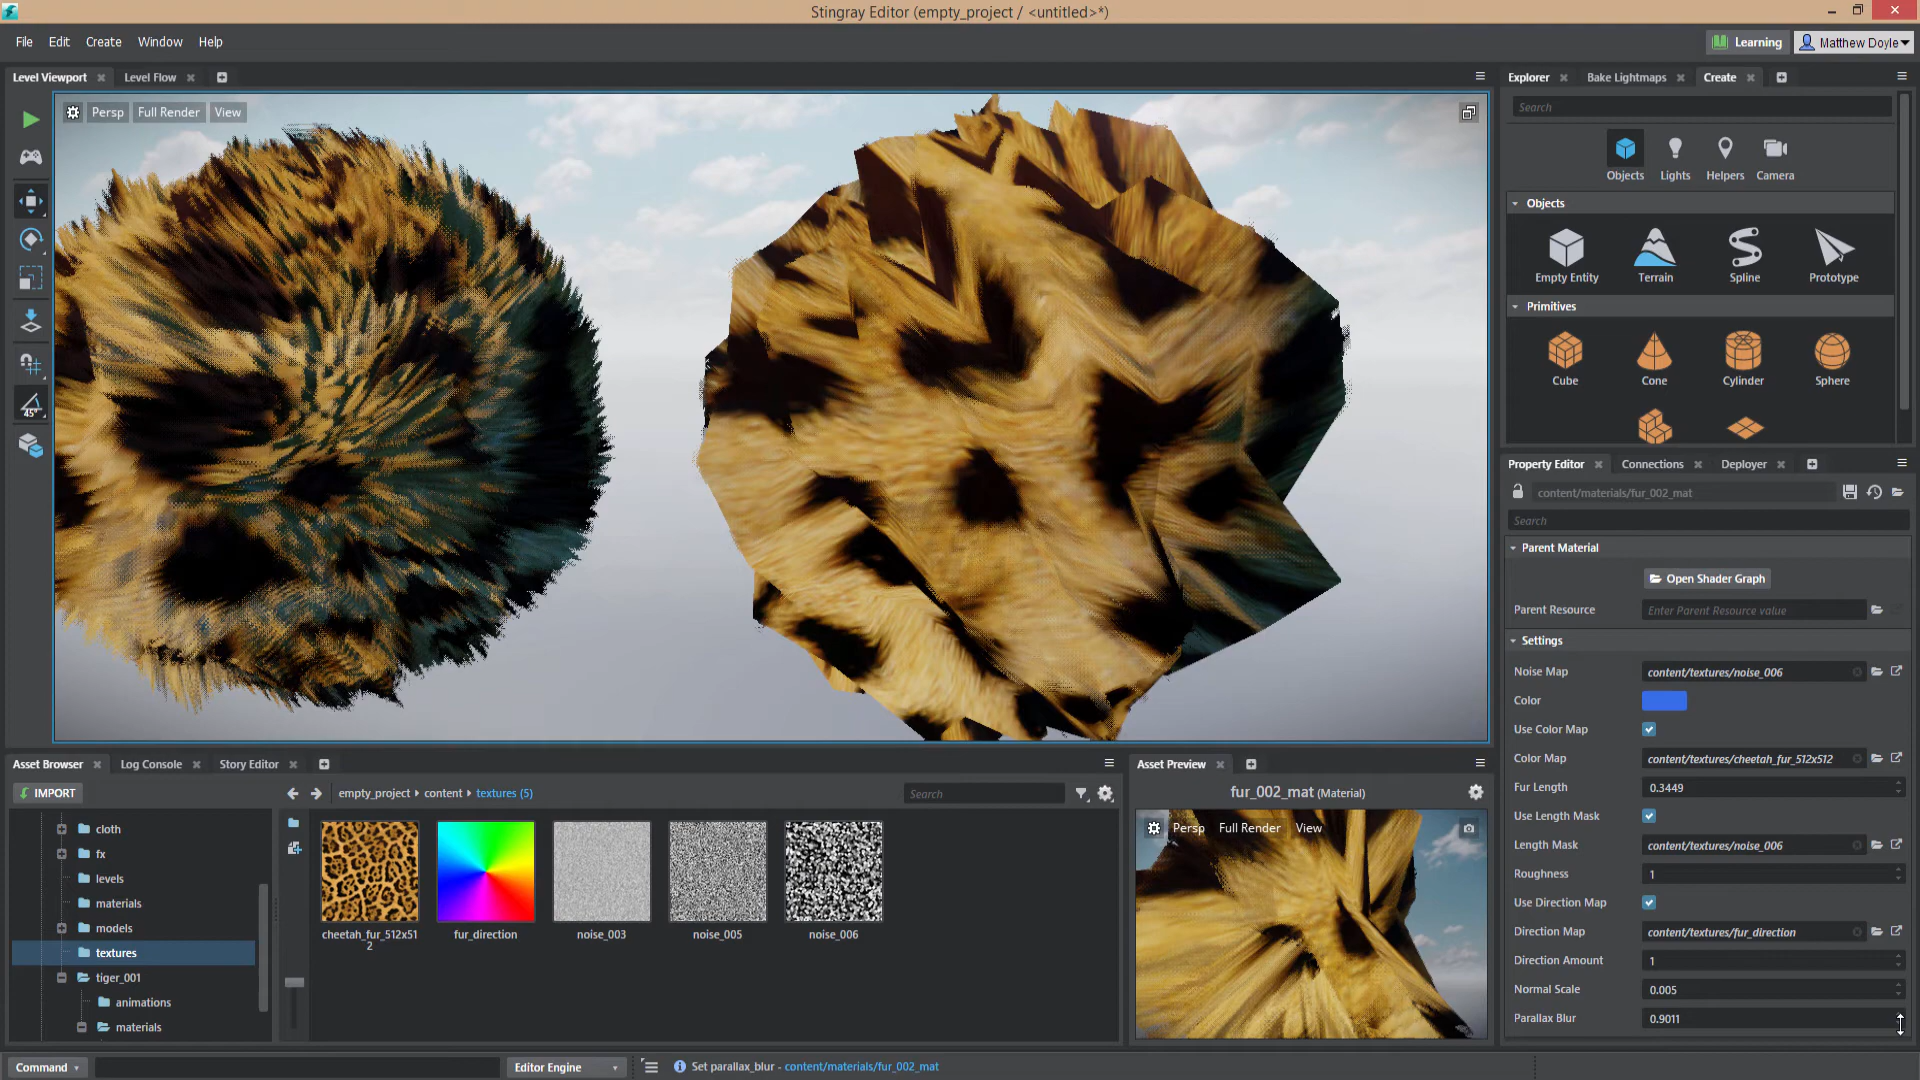 Stingray Editor (empty_project / <untitled>*)
File Edit Create Window Help
Learning Matthew Doyle
Level Viewport Level Flow
Persp Full Render View
45°
Explorer Bake Lightmaps Create
Search
Objects Lights Helpers Camera
Objects
Empty Entity Terrain Spline Prototype
Primitives
Cube Cone Cylinder Sphere
Property Editor Connections Deployer
content/materials/fur_002_mat
Search
Parent Material
Open Shader Graph
Parent Resource Enter Parent Resource value
Settings
Noise Map content/textures/noise_006
Color
Use Color Map
Color Map content/textures/cheetah_fur_512x512
Fur Length 0.3449
Use Length Mask
Length Mask content/textures/noise_006
Roughness 1
Use Direction Map
Direction Map content/textures/fur_direction
Direction Amount 1
Normal Scale 0.005
Parallax Blur 0.9011
Asset Browser Log Console Story Editor
IMPORT
empty_project content textures (5)
Search
cloth
fx
levels
materials
models
textures
tiger_001
animations
materials
cheetah_fur_512x51
2
fur_direction
noise_003
noise_005
noise_006
Asset Preview
fur_002_mat (Material)
Persp Full Render View
Command
Editor Engine
Set parallax_blur - content/materials/fur_002_mat